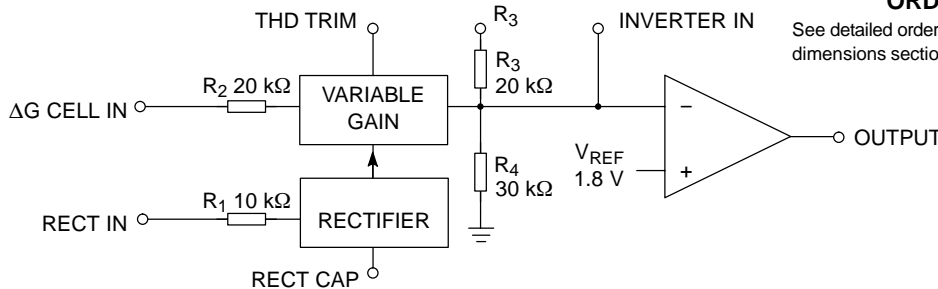 ORD
See detailed order
dimensions sectio
THD TRIM
R3
INVERTER IN
R3
20 kΩ
R2 20 kΩ
ΔG CELL IN
VARIABLE
GAIN
−
+
OUTPUT
VREF
1.8 V
R4
30 kΩ
R1 10 kΩ
RECT IN
RECTIFIER
RECT CAP